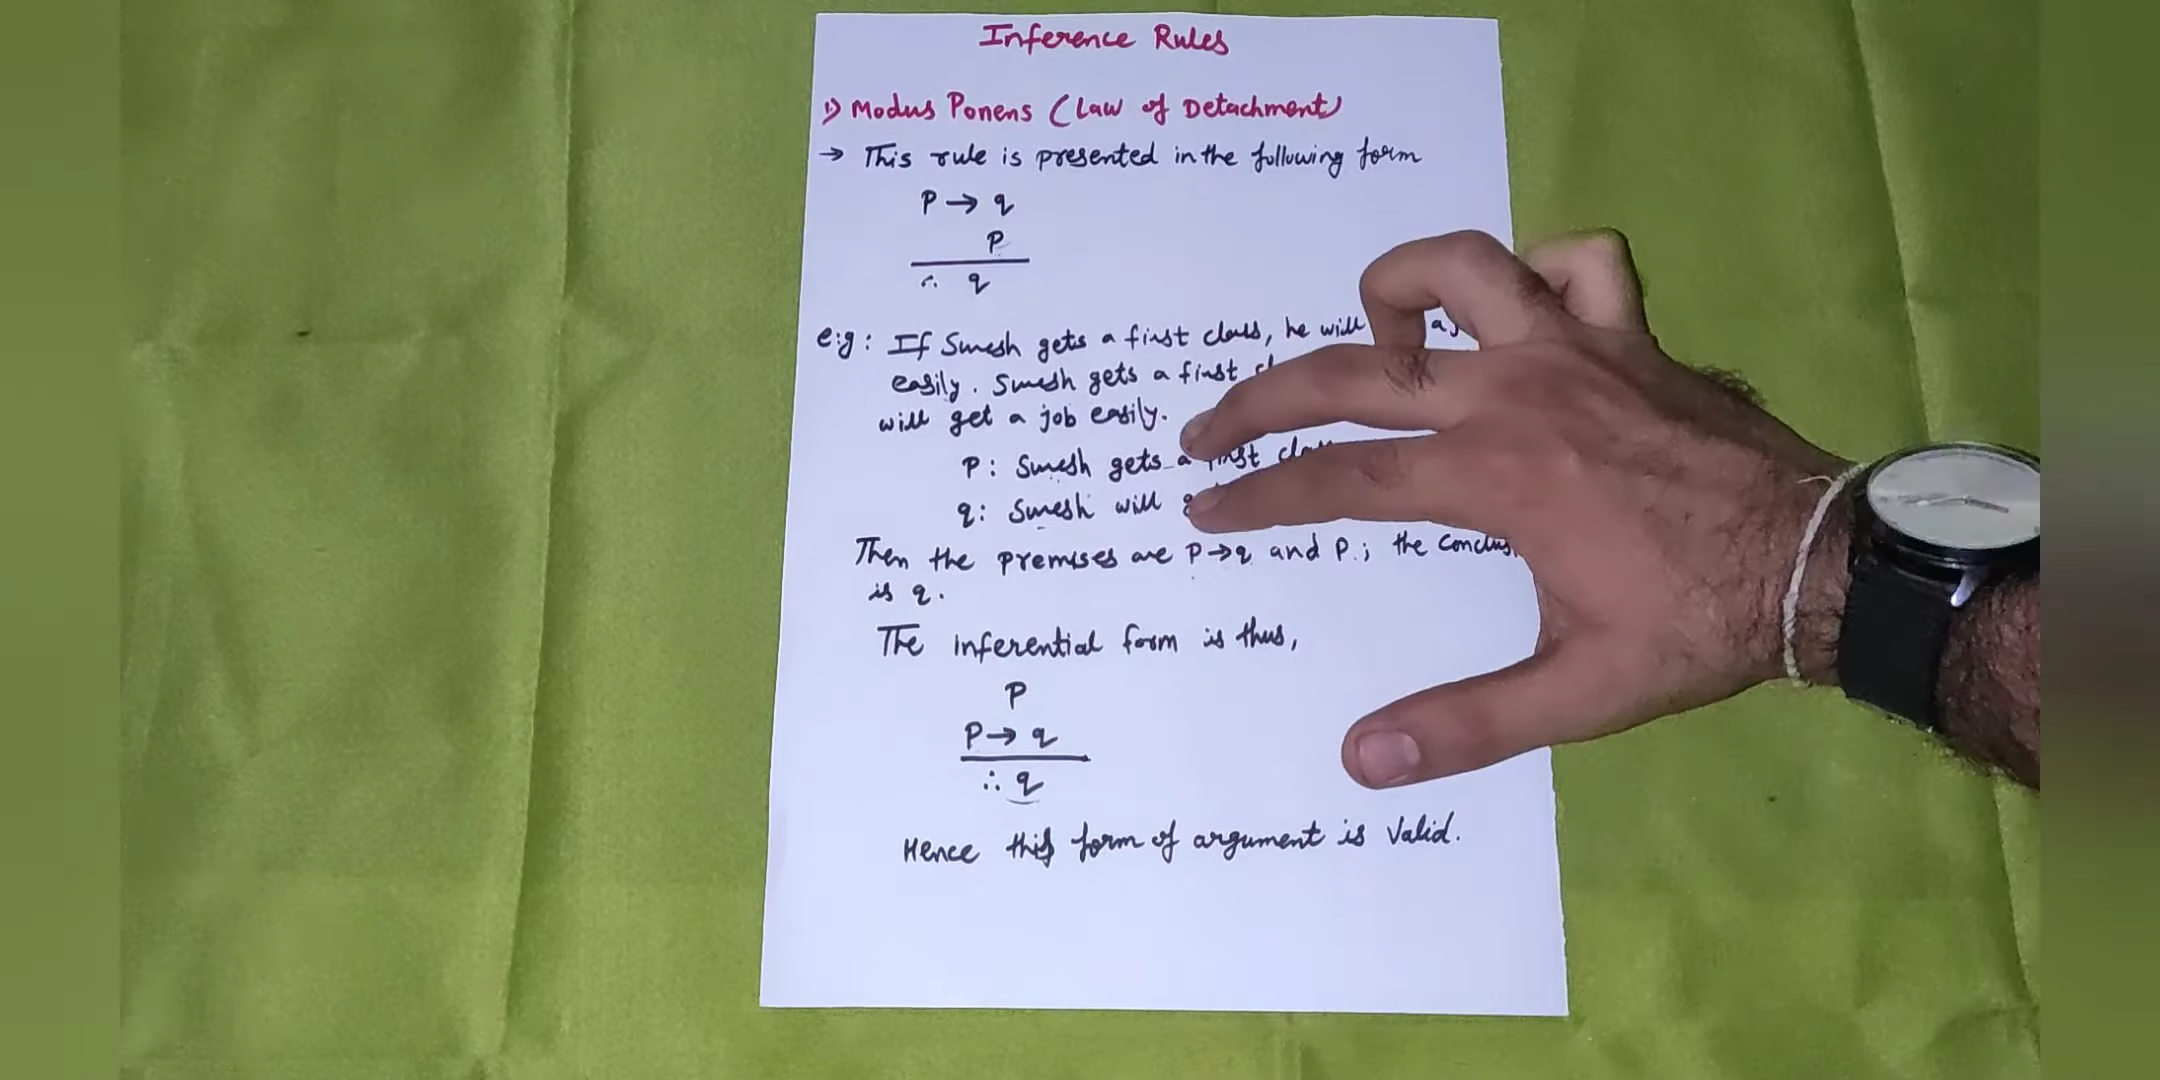 Inference Rules
1) Modus Ponens (Law of Detachment)
→ This rule is presented in the following form
P → q
P
∴ q
e.g: If Suresh gets a first class, he will a
easily. Suresh gets a first
will get a job easily.
P: Suresh gets a first
q: Suresh will
Then the premises are P→q and P.; the
is q.
The inferential form is thus,
P
P → q
∴ q
Hence this form of argument is valid.